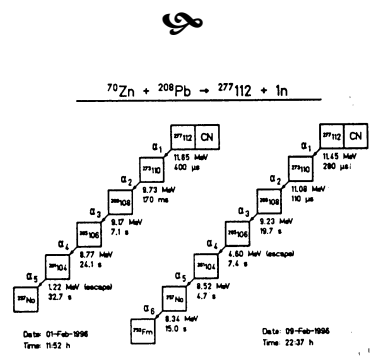 ⁷⁰Zn + ²⁰⁸Pb → ²⁷⁷112 + 1n
²⁷⁷112 CN
α₁
11.65 MeV
400 µs
²⁷³110
α₂
9.73 MeV
170 ms
²⁶⁹108
α₃
9.17 MeV
7.1 s
²⁶⁵106
α₄
8.77 MeV
24.1 s
²⁶¹104
α₅
1.22 MeV (escape)
32.7 s
²⁵⁷No
Date: 01-Feb-1996
Time: 11:52 h
²⁷⁷112 CN
α₁
11.45 MeV
280 µs
²⁷³110
α₂
11.08 MeV
110 µs
²⁶⁹108
α₃
9.23 MeV
19.7 s
²⁶⁵106
α₄
4.60 MeV (escape)
7.4 s
²⁶¹104
α₅
8.52 MeV
4.7 s
²⁵⁷No
α₆
8.34 MeV
15.0 s
²⁵³Fm
Date: 09-Feb-1996
Time: 22:37 h